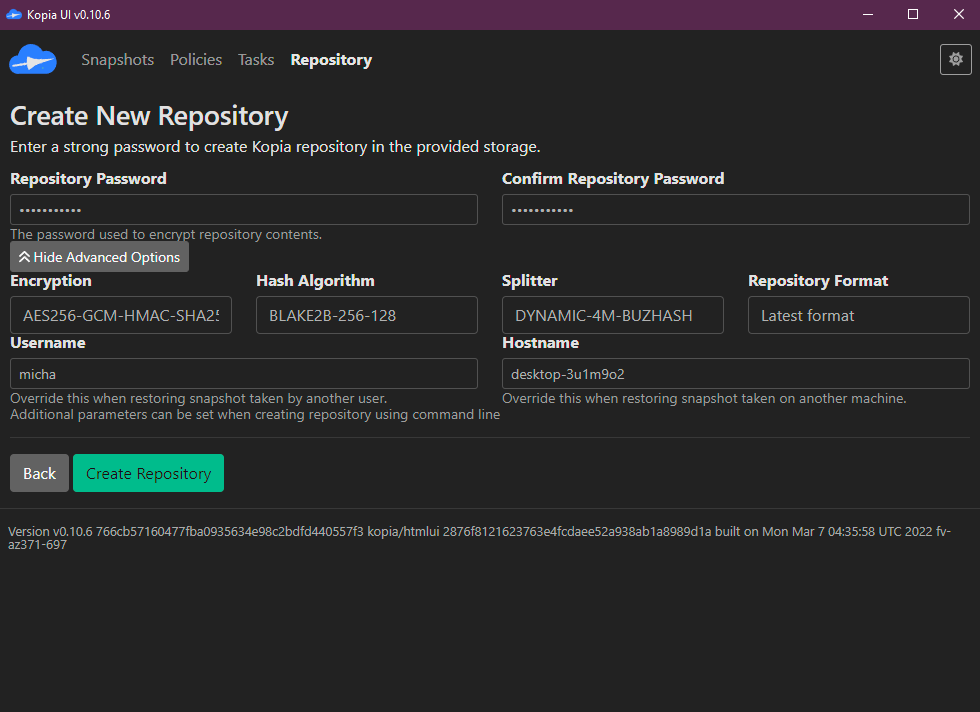 Kopia UI v0.10.6
Snapshots Policies Tasks Repository
Create New Repository
Enter a strong password to create Kopia repository in the provided storage.
Repository Password Confirm Repository Password
••••••••••• •••••••••••
The password used to encrypt repository contents.
Hide Advanced Options
Encryption Hash Algorithm Splitter Repository Format
AES256-GCM-HMAC-SHA25 BLAKE2B-256-128 DYNAMIC-4M-BUZHASH Latest format
Username Hostname
micha desktop-3u1m9o2
Override this when restoring snapshot taken by another user. Override this when restoring snapshot taken on another machine.
Additional parameters can be set when creating repository using command line
Back Create Repository
Version v0.10.6 766cb57160477fba0935634e98c2bdfd440557f3 kopia/htmlui 2876f8121623763e4fcdaee52a938ab1a8989d1a built on Mon Mar 7 04:35:58 UTC 2022 fv-
az371-697